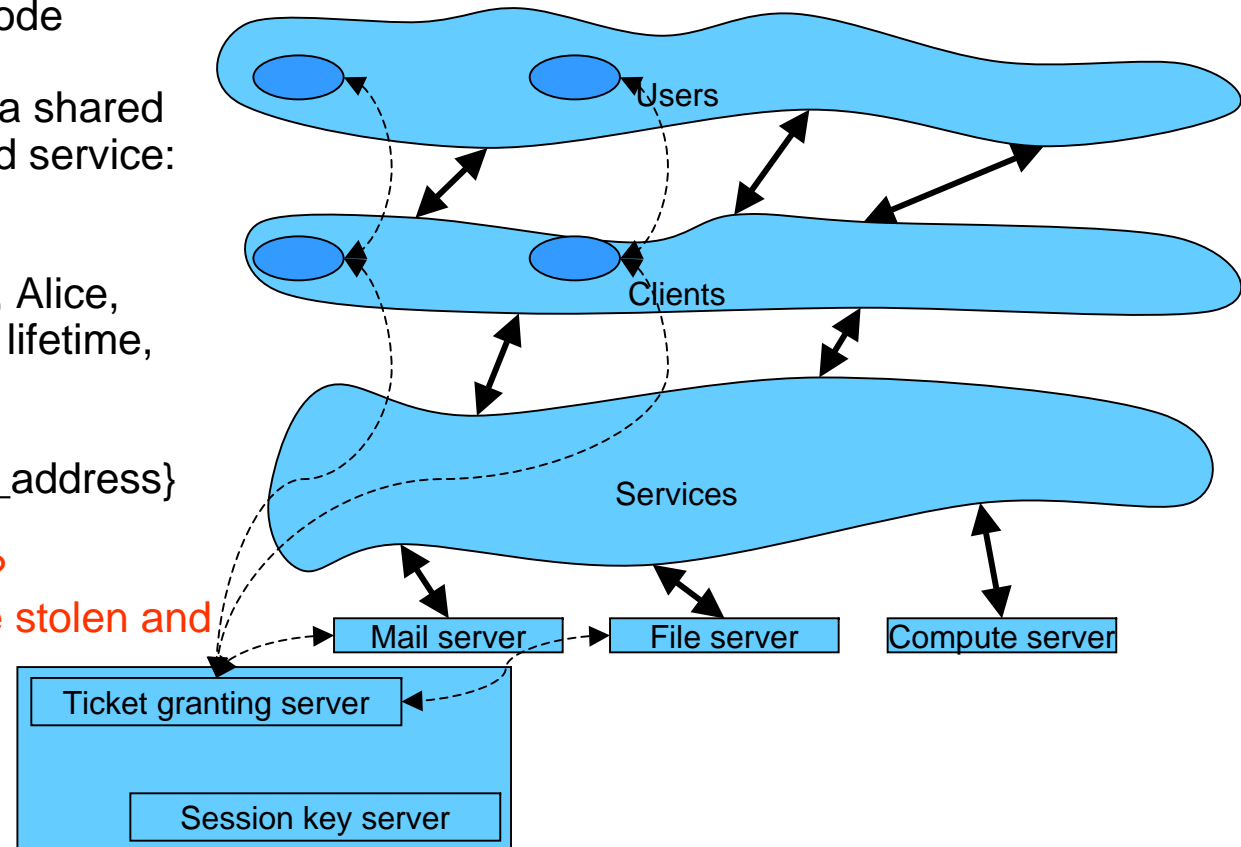 ode
a shared
d service:
, Alice,
lifetime,
_address}
?
e stolen and
Users
Clients
Services
Mail server
File server
Compute server
Ticket granting server
Session key server